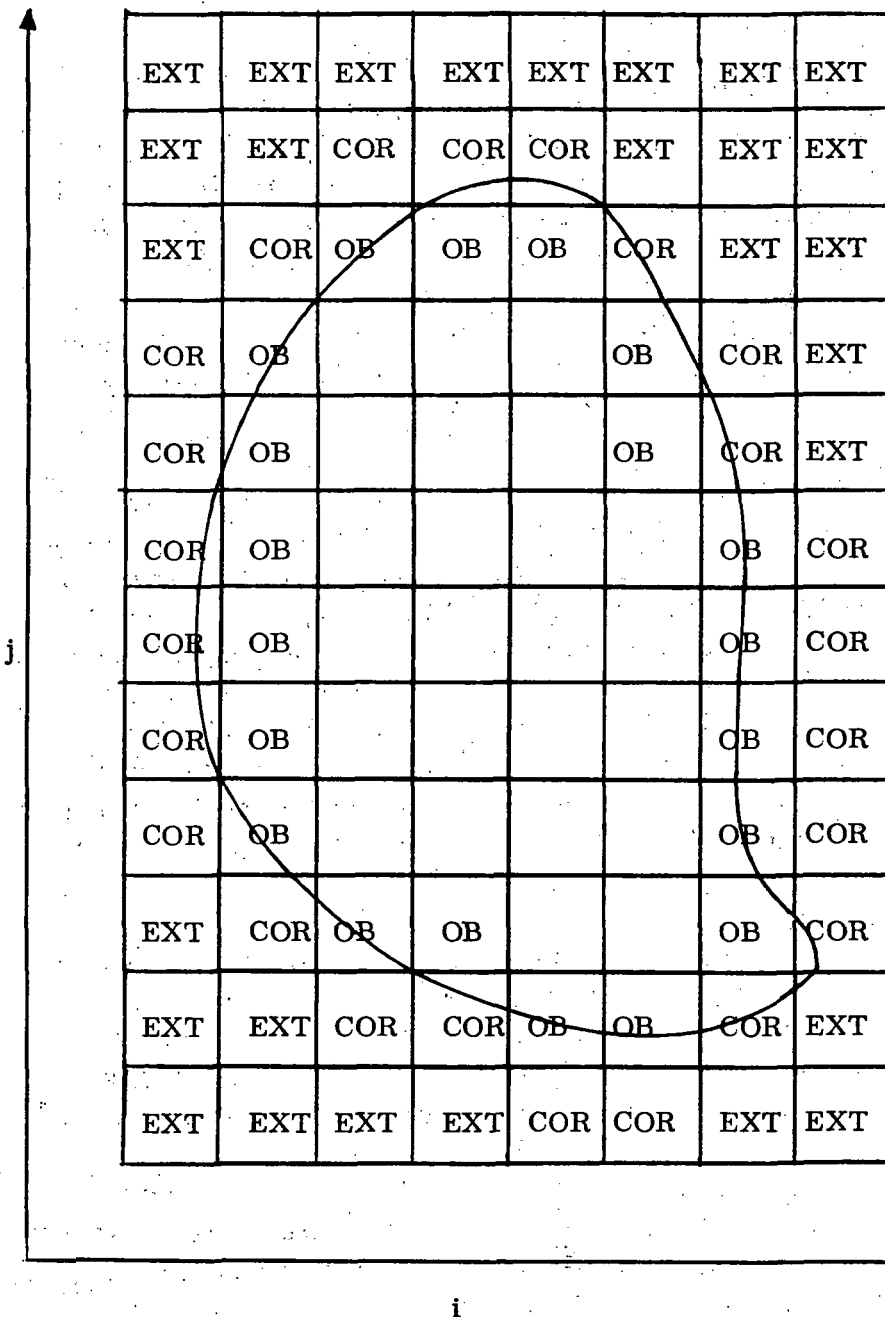 EXT EXT EXT EXT EXT EXT EXT EXT
EXT EXT COR COR COR EXT EXT EXT
EXT COR OB OB OB COR EXT EXT
COR OB OB COR EXT
COR OB OB COR EXT
COR OB OB COR
j
COR OB OB COR
COR OB OB COR
COR OB OB COR
EXT COR OB OB OB COR
EXT EXT COR COR OB OB COR EXT
EXT EXT EXT EXT COR COR EXT EXT
i